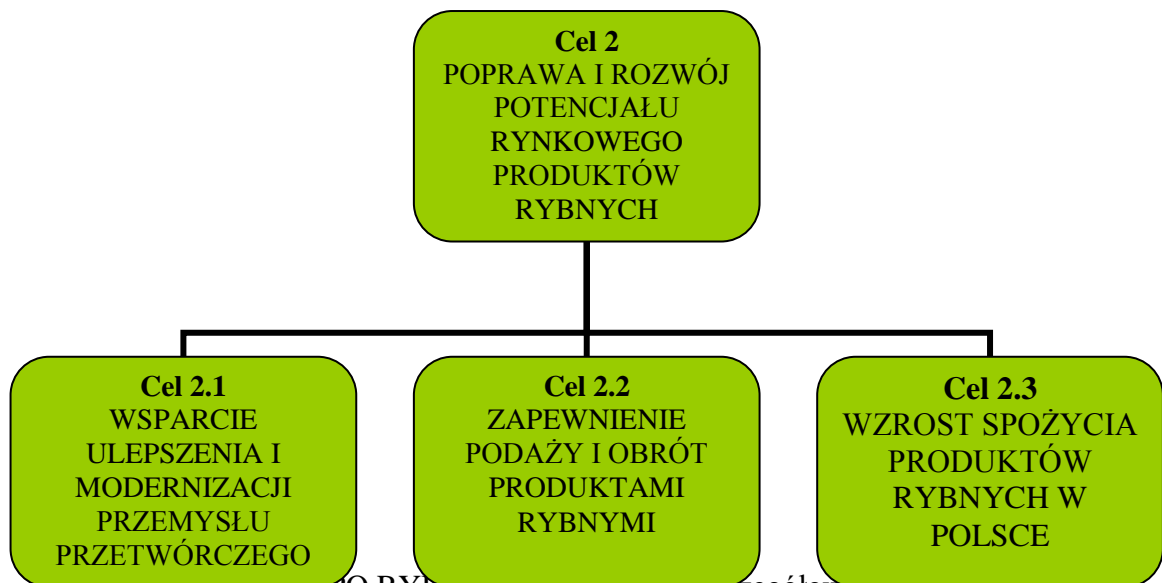 Cel 2
POPRAWA I ROZWÓJ
POTENCJAŁU
RYNKOWEGO
PRODUKTÓW
RYBNYCH
Cel 2.1
WSPARCIE
ULEPSZENIA I
MODERNIZACJI
PRZEMYSŁU
PRZETWÓRCZEGO
Cel 2.2
ZAPEWNIENIE
PODAŻY I OBRÓT
PRODUKTAMI
RYBNYMI
Cel 2.3
WZROST SPOŻYCIA
PRODUKTÓW
RYBNYCH W
POLSCE